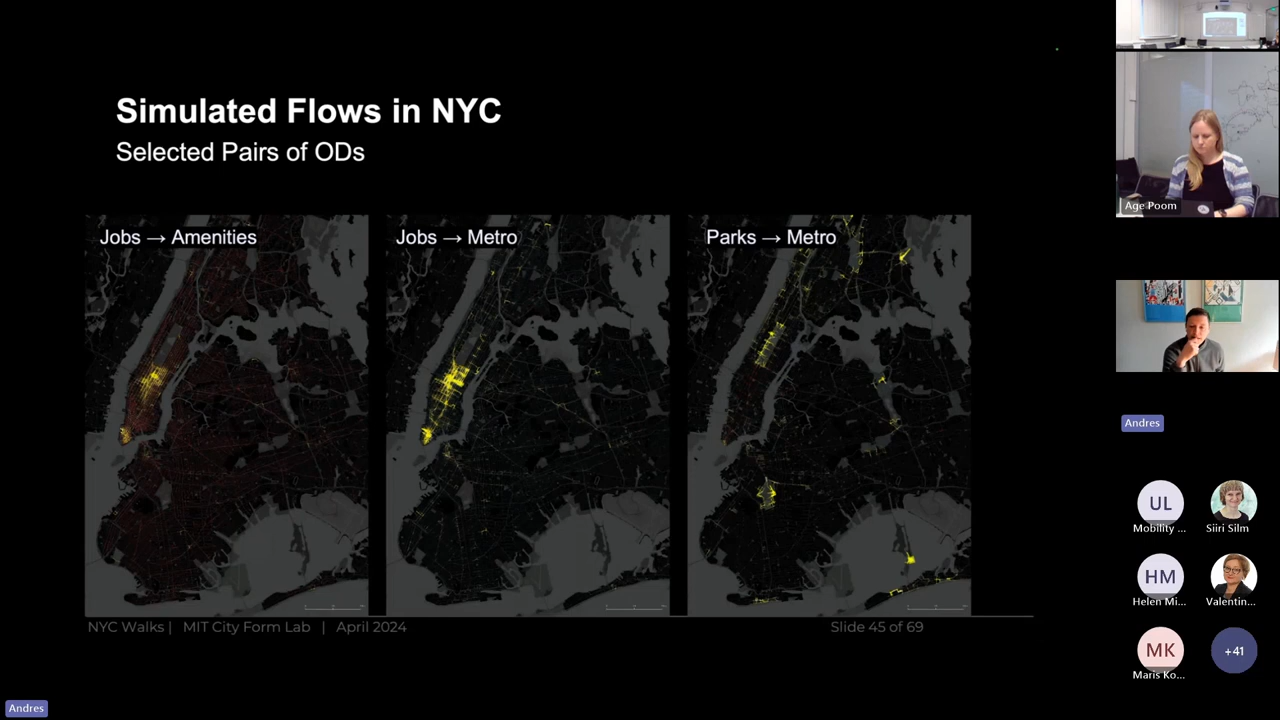 Simulated Flows in NYC
Selected Pairs of ODs
Jobs → Amenities
Jobs → Metro
Parks → Metro
NYC Walks | MIT City Form Lab | April 2024
Slide 45 of 69
Andres
Age Poom
Andres
UL
Mobility ...
Siiri Silm
HM
Helen Mi...
Valentin...
MK
Maris Ko...
+41